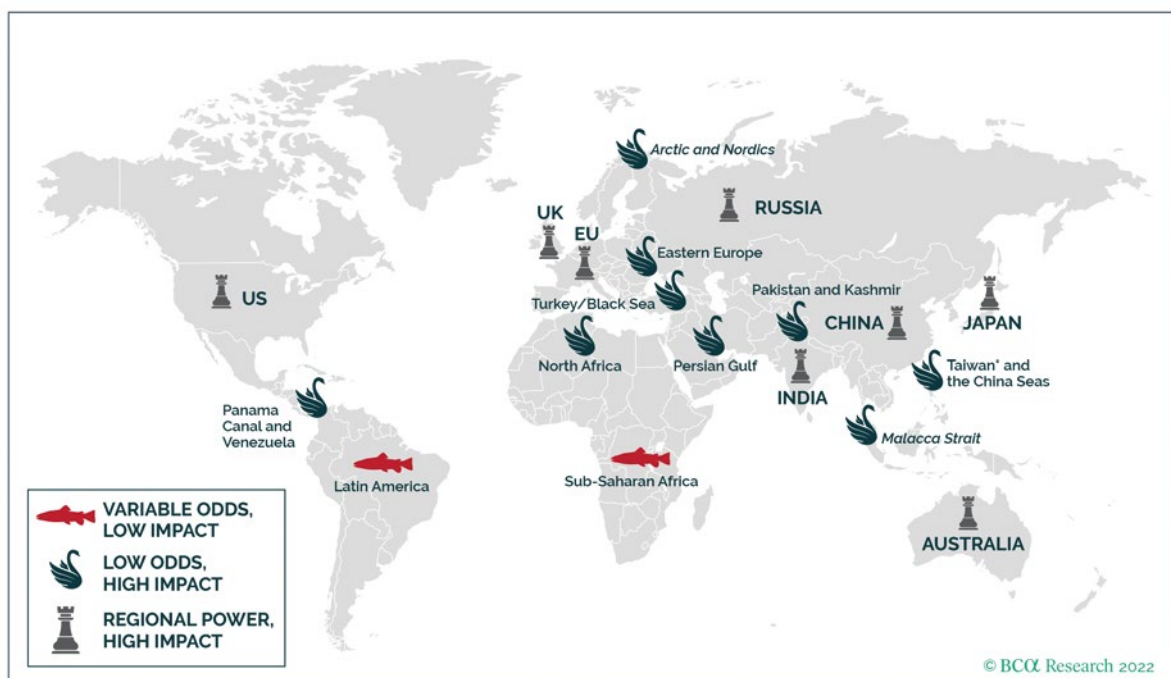 Arctic and Nordics
RUSSIA
UK
EU
Eastern Europe
US
Turkey/Black Sea
Pakistan and Kashmir
CHINA
JAPAN
North Africa
Persian Gulf
INDIA
Taiwan* and
the China Seas
Panama
Canal and
Venezuela
Malacca Strait
Latin America
Sub-Saharan Africa
AUSTRALIA
VARIABLE ODDS,
LOW IMPACT
LOW ODDS,
HIGH IMPACT
REGIONAL POWER,
HIGH IMPACT
© BCα Research 2022